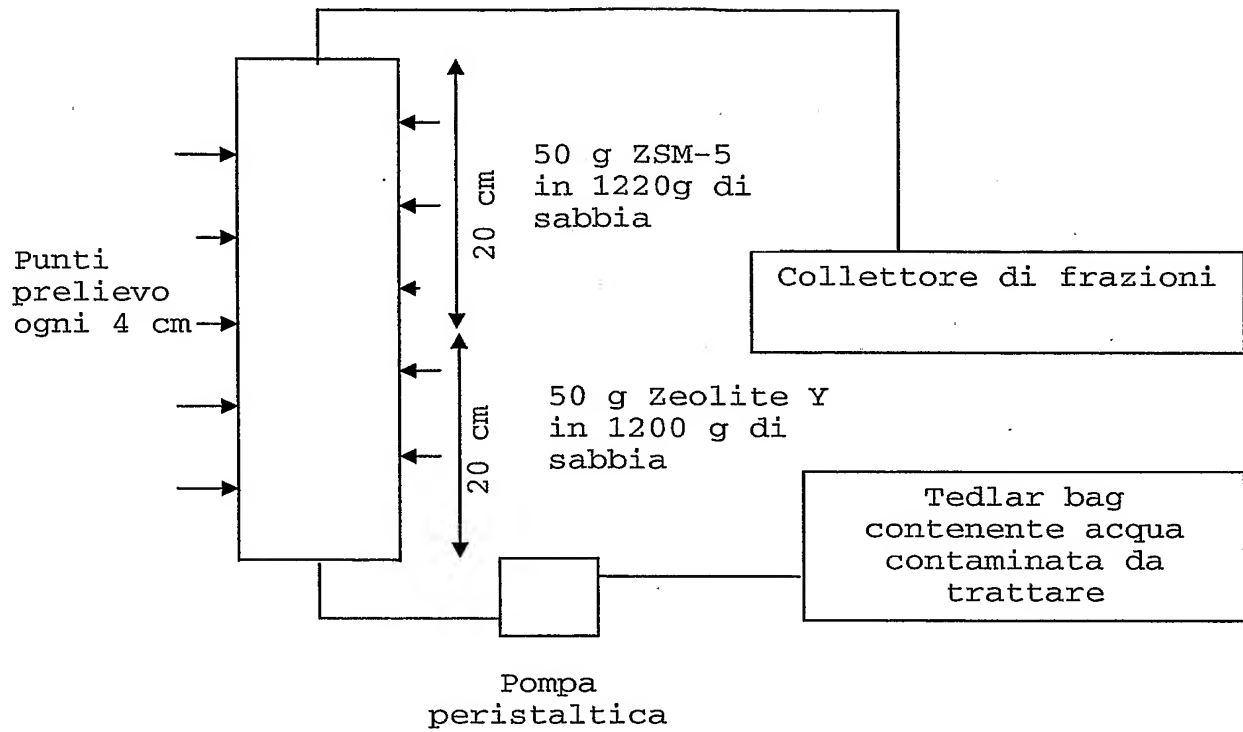 50 g ZSM-5
in 1220g di
sabbia
20 cm
Punti
prelievo
ogni 4 cm
Collettore di frazioni
50 g Zeolite Y
in 1200 g di
sabbia
20 cm
Tedlar bag
contenente acqua
contaminata da
trattare
Pompa
peristaltica